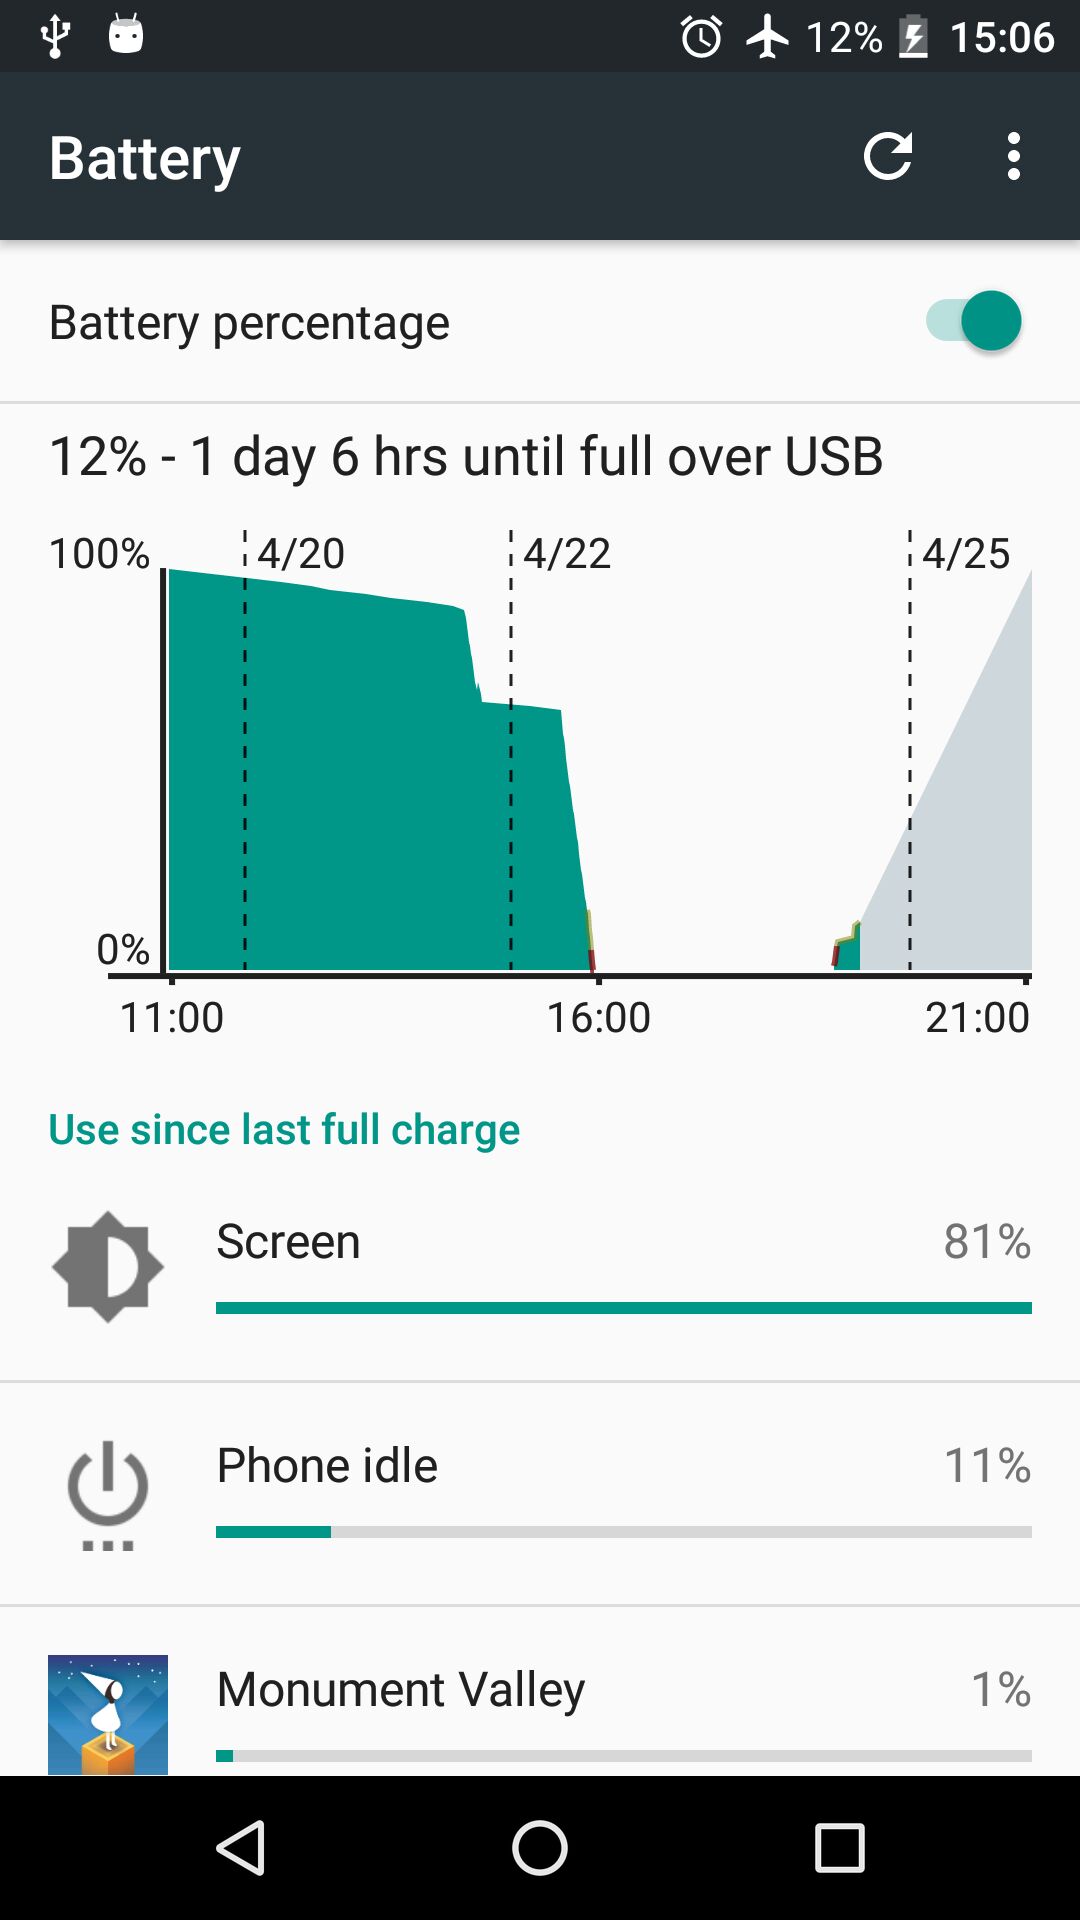 12% 15:06
Battery
Battery percentage
12% - 1 day 6 hrs until full over USB
100% 4/20 4/22 4/25
0%
11:00 16:00 21:00
Use since last full charge
Screen 81%
Phone idle 11%
Monument Valley 1%